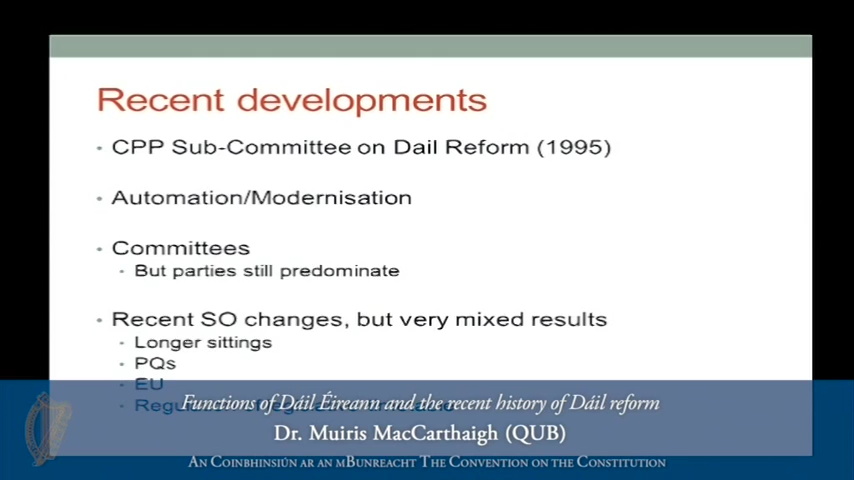 Recent developments
• CPP Sub-Committee on Dail Reform (1995)
• Automation/Modernisation
• Committees
• But parties still predominate
• Recent SO changes, but very mixed results
• Longer sittings
• PQs
• EU
Functions of Dáil Éireann and the recent history of Dáil reform
Dr. Muiris MacCarthaigh (QUB)
An Coinbhinsiún ar an mBunreacht The Convention on the Constitution